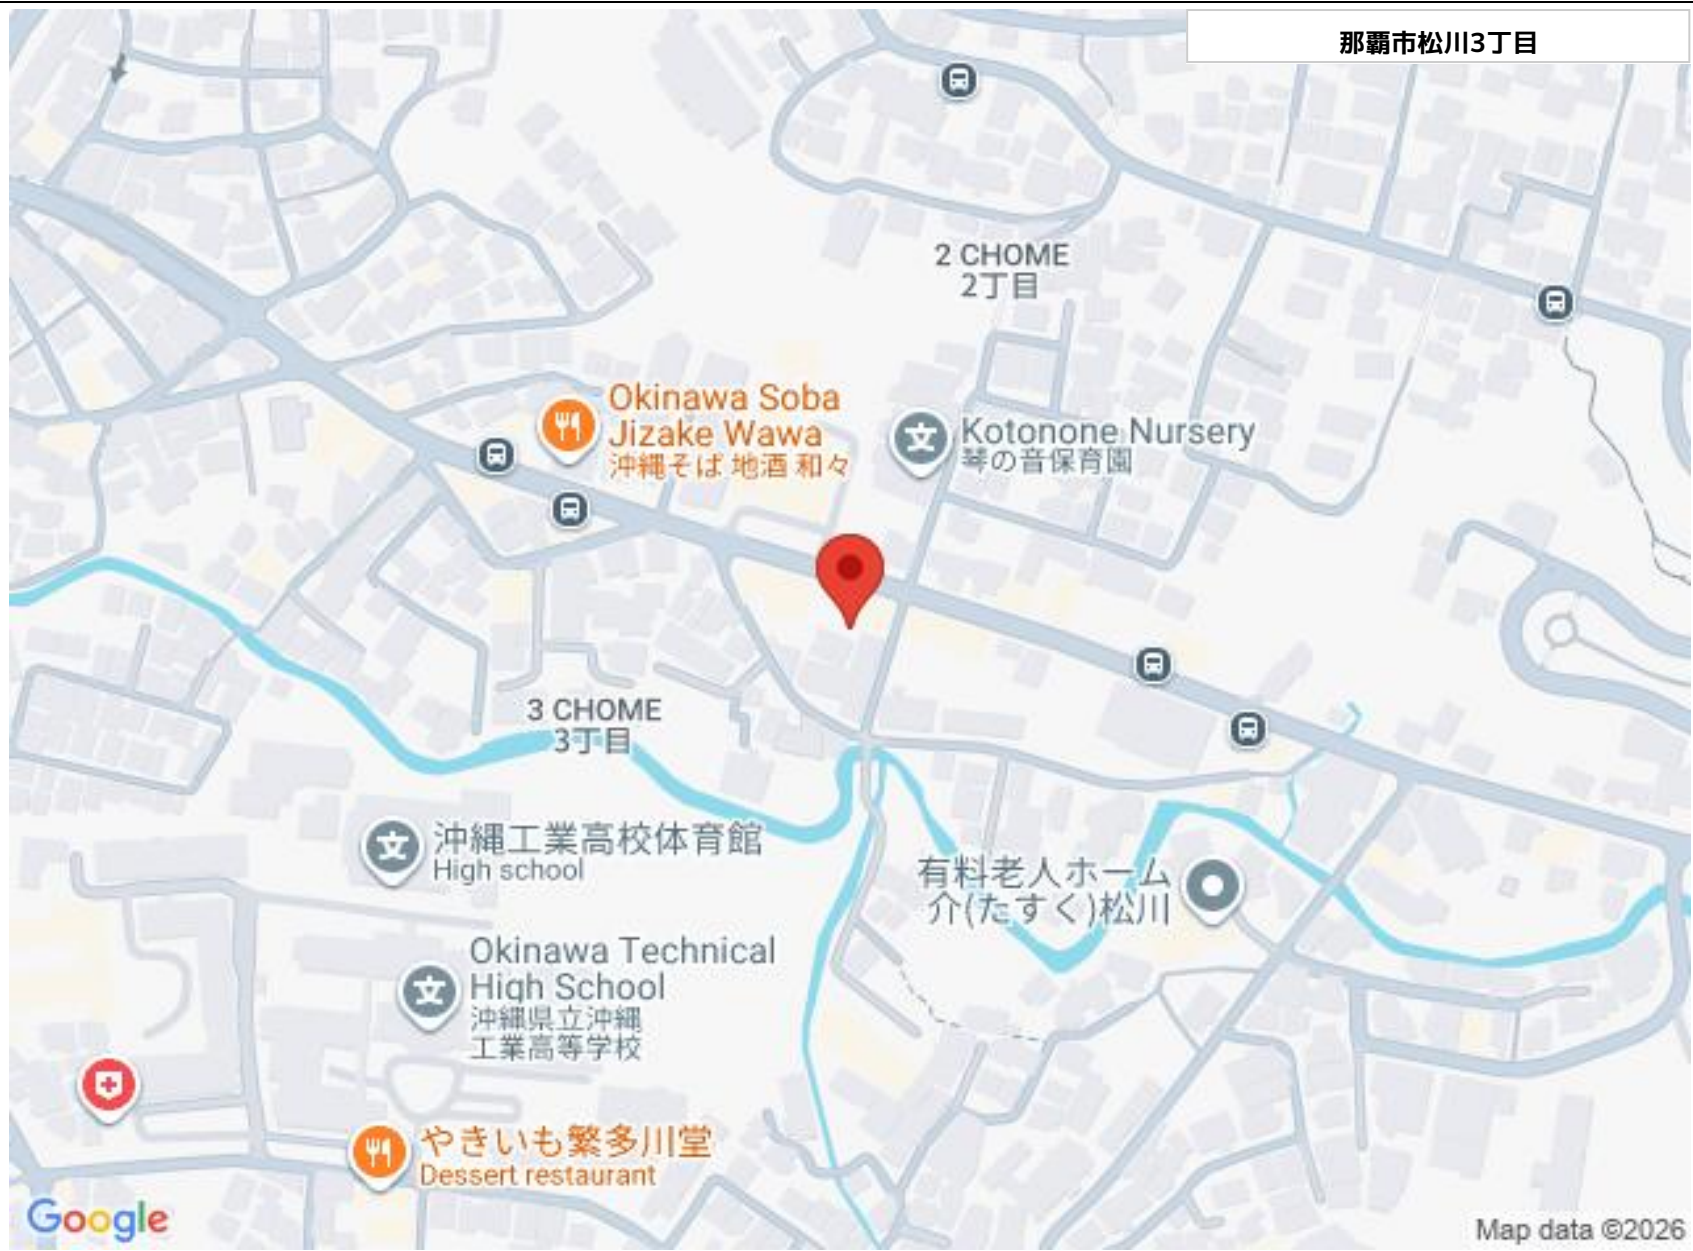 那覇市松川3丁目
2 CHOME
2丁目
Okinawa Soba
Jizake Wawa
沖縄そば 地酒 和々
Kotonone Nursery
琴の音保育園
3 CHOME
3丁目
沖縄工業高校体育館
High school
有料老人ホーム
介(たすく)松川
Okinawa Technical
High School
沖縄県立沖縄
工業高等学校
やきいも繁多川堂
Dessert restaurant
Google
Map data ©2026